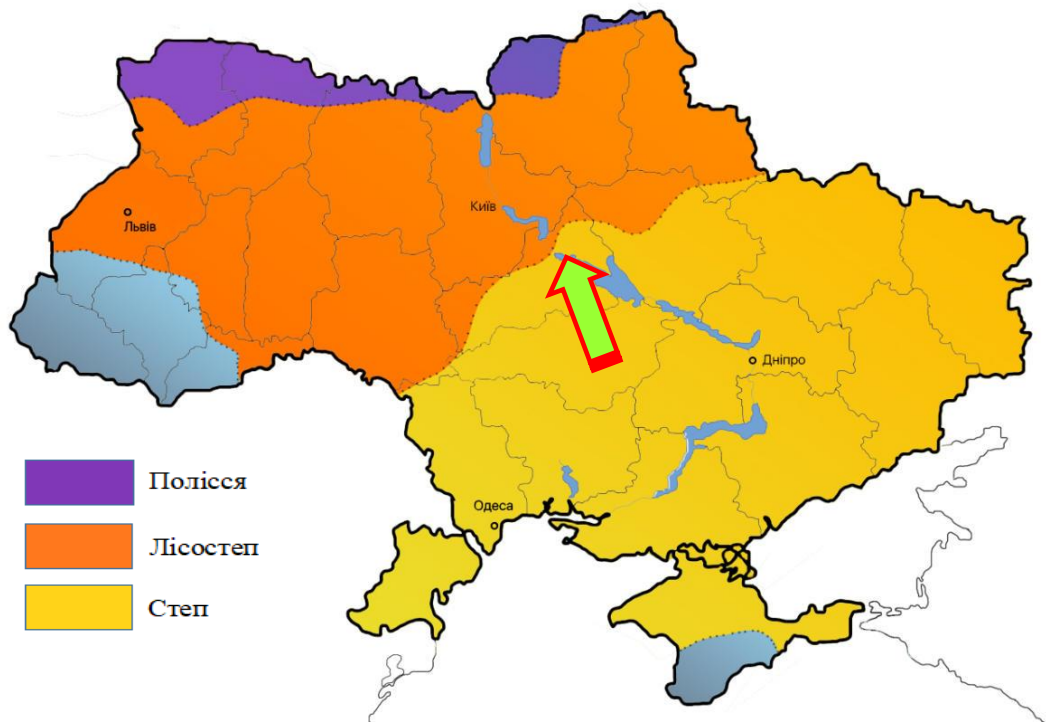 Київ
Львів
Дніпро
Одеса
Полісся
Лісостеп
Степ